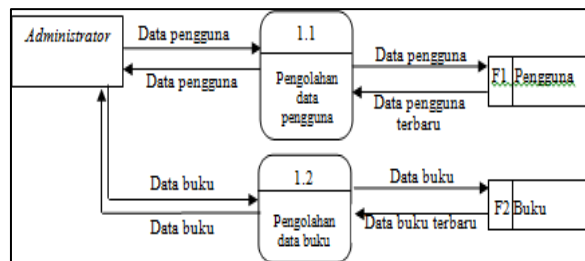 Administrator
Data pengguna
Data pengguna
1.1
Pengolahan
data
pengguna
Data pengguna
Data pengguna
terbaru
F1 Pengguna
Data buku
Data buku
1.2
Pengolahan
data buku
Data buku
Data buku terbaru
F2 Buku